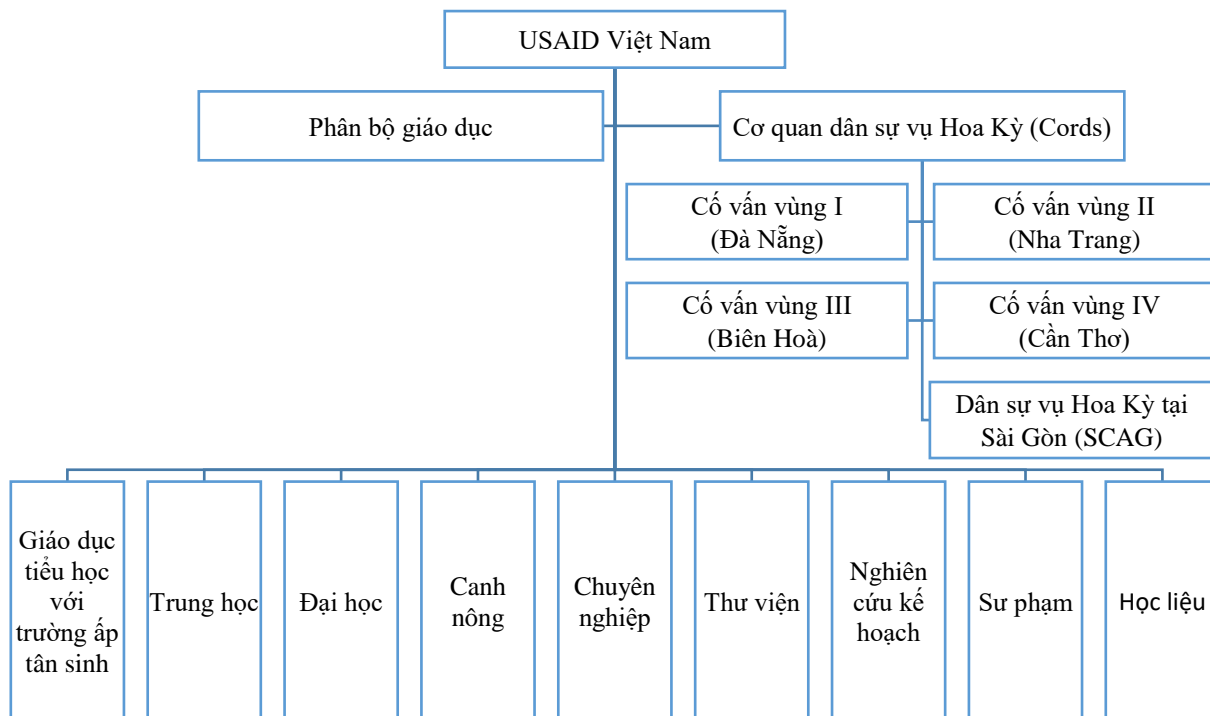 USAID Việt Nam
Phân bộ giáo dục
Cơ quan dân sự vụ Hoa Kỳ (Cords)
Cố vấn vùng I
(Đà Nẵng)
Cố vấn vùng II
(Nha Trang)
Cố vấn vùng III
(Biên Hoà)
Cố vấn vùng IV
(Cần Thơ)
Dân sự vụ Hoa Kỳ tại
Sài Gòn (SCAG)
Giáo dục
tiểu học
với
trường ấp
tân sinh
Trung học
Đại học
Canh
nông
Chuyên
nghiệp
Thư viện
Nghiên
cứu kế
hoạch
Sư phạm
Học liệu